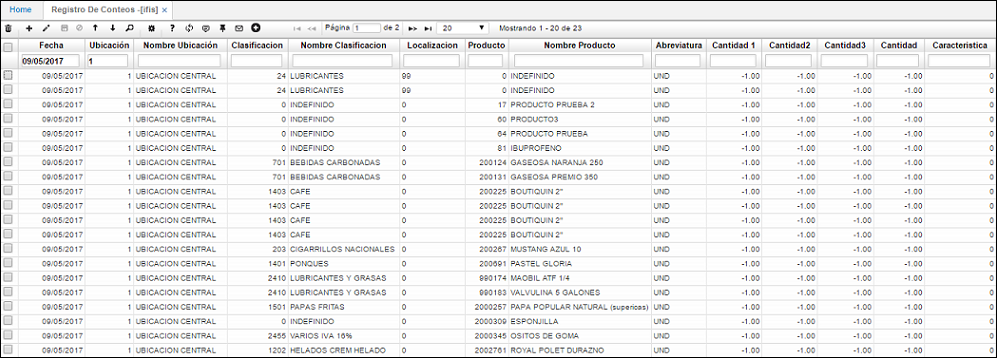 Home Registro De Conteos -[ifis] ×
Página 1 de 2 20 Mostrando 1 - 20 de 23
Fecha Ubicación Nombre Ubicación Clasificacion Nombre Clasificacion Localizacion Producto Nombre Producto Abreviatura Cantidad 1 Cantidad2 Cantidad3 Cantidad Caracteristica
09/05/2017 1
09/05/2017 1 UBICACION CENTRAL 24 LUBRICANTES 99 0 INDEFINIDO UND -1.00 -1.00 -1.00 -1.00 0
09/05/2017 1 UBICACION CENTRAL 24 LUBRICANTES 99 0 INDEFINIDO UND -1.00 -1.00 -1.00 -1.00 0
09/05/2017 1 UBICACION CENTRAL 0 INDEFINIDO 0 17 PRODUCTO PRUEBA 2 UND -1.00 -1.00 -1.00 -1.00 0
09/05/2017 1 UBICACION CENTRAL 0 INDEFINIDO 0 60 PRODUCTO3 UND -1.00 -1.00 -1.00 -1.00 0
09/05/2017 1 UBICACION CENTRAL 0 INDEFINIDO 0 64 PRODUCTO PRUEBA UND -1.00 -1.00 -1.00 -1.00 0
09/05/2017 1 UBICACION CENTRAL 0 INDEFINIDO 0 81 IBUPROFENO UND -1.00 -1.00 -1.00 -1.00 0
09/05/2017 1 UBICACION CENTRAL 701 BEBIDAS CARBONADAS 0 200124 GASEOSA NARANJA 250 UND -1.00 -1.00 -1.00 -1.00 0
09/05/2017 1 UBICACION CENTRAL 701 BEBIDAS CARBONADAS 0 200131 GASEOSA PREMIO 350 UND -1.00 -1.00 -1.00 -1.00 0
09/05/2017 1 UBICACION CENTRAL 1403 CAFE 0 200225 BOUTIQUIN 2" UND -1.00 -1.00 -1.00 -1.00 0
09/05/2017 1 UBICACION CENTRAL 1403 CAFE 0 200225 BOUTIQUIN 2" UND -1.00 -1.00 -1.00 -1.00 0
09/05/2017 1 UBICACION CENTRAL 1403 CAFE 0 200225 BOUTIQUIN 2" UND -1.00 -1.00 -1.00 -1.00 0
09/05/2017 1 UBICACION CENTRAL 1403 CAFE 0 200225 BOUTIQUIN 2" UND -1.00 -1.00 -1.00 -1.00 0
09/05/2017 1 UBICACION CENTRAL 203 CIGARRILLOS NACIONALES 0 200267 MUSTANG AZUL 10 UND -1.00 -1.00 -1.00 -1.00 0
09/05/2017 1 UBICACION CENTRAL 1401 PONQUES 0 200691 PASTEL GLORIA UND -1.00 -1.00 -1.00 -1.00 0
09/05/2017 1 UBICACION CENTRAL 2410 LUBRICANTES Y GRASAS 0 990174 MAOBIL ATF 1/4 UND -1.00 -1.00 -1.00 -1.00 0
09/05/2017 1 UBICACION CENTRAL 2410 LUBRICANTES Y GRASAS 0 990183 VALVULINA 5 GALONES UND -1.00 -1.00 -1.00 -1.00 0
09/05/2017 1 UBICACION CENTRAL 1501 PAPAS FRITAS 0 2000257 PAPA POPULAR NATURAL (supericas) UND -1.00 -1.00 -1.00 -1.00 0
09/05/2017 1 UBICACION CENTRAL 0 INDEFINIDO 0 2000309 ESPONJILLA UND -1.00 -1.00 -1.00 -1.00 0
09/05/2017 1 UBICACION CENTRAL 2455 VARIOS IVA 16% 0 2000345 OSITOS DE GOMA UND -1.00 -1.00 -1.00 -1.00 0
09/05/2017 1 UBICACION CENTRAL 1202 HELADOS CREM HELADO 0 2002761 ROYAL POLET DURAZNO UND -1.00 -1.00 -1.00 -1.00 0